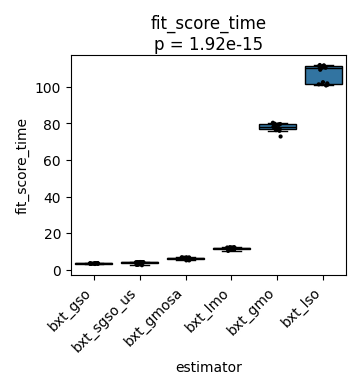 fit_score_time
p = 1.92e-15
fit_score_time
100
80
60
40
20
0
bxt_gso
bxt_sgso_us
bxt_gmosa
bxt_lmo
bxt_gmo
bxt_lso
estimator